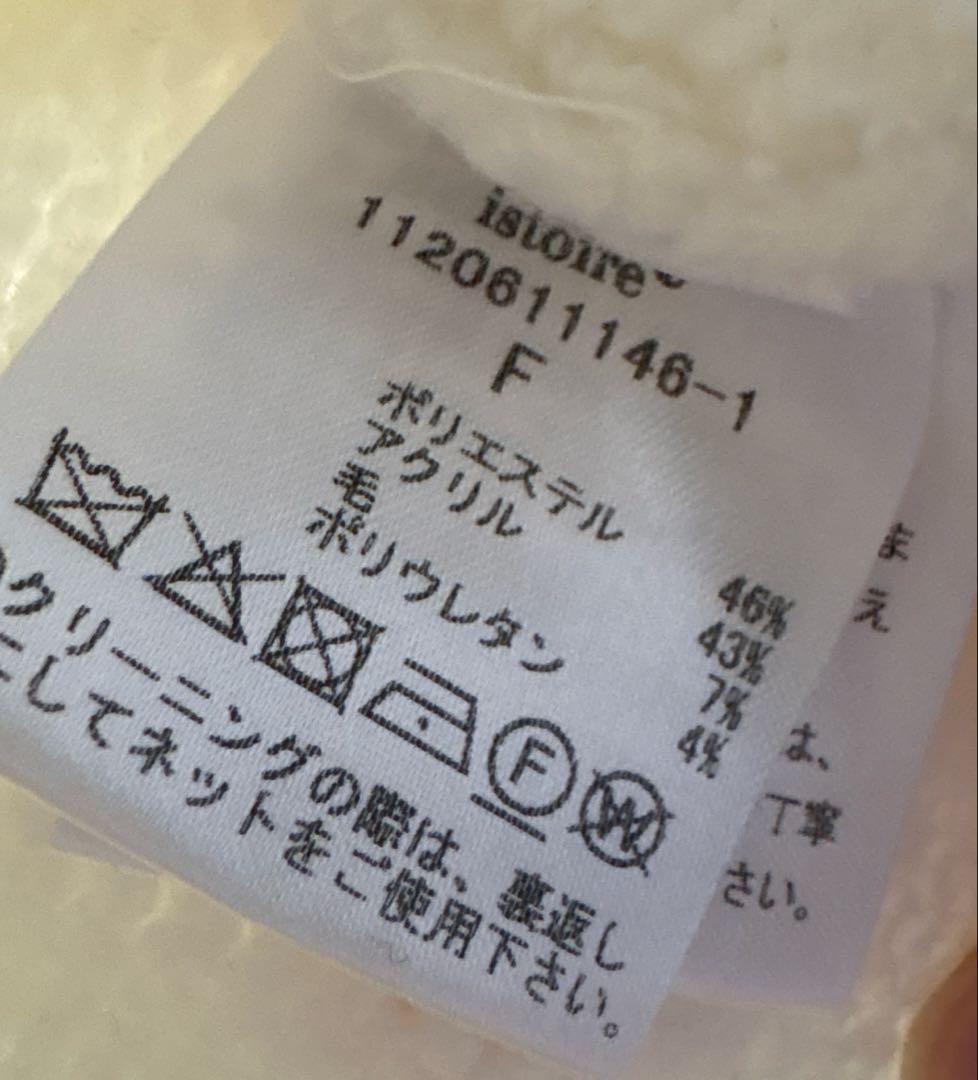 istoire
1120611146-1
F
ポリエステル 46%
アクリル 43%
毛 7%
ポリウレタン 4%
F W
クリーニングの際は、裏返し
にしてネットをご使用下さい。
ま
え
は、
丁寧
さい。